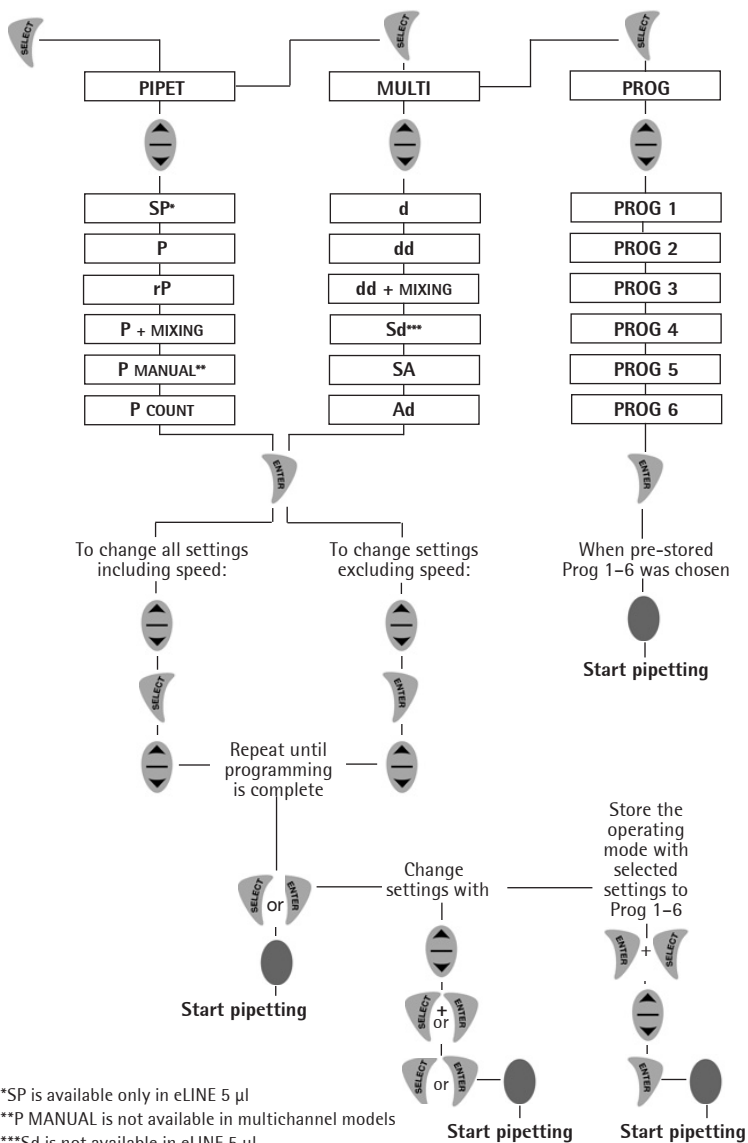 SELECT
SELECT
SELECT
PIPET
MULTI
PROG
SP*
P
rP
P + MIXING
P MANUAL**
P COUNT
d
dd
dd + MIXING
Sd***
SA
Ad
PROG 1
PROG 2
PROG 3
PROG 4
PROG 5
PROG 6
ENTER
ENTER
To change all settings
including speed:
To change settings
excluding speed:
When pre-stored
Prog 1–6 was chosen
Start pipetting
SELECT
ENTER
Repeat until
programming
is complete
SELECT or ENTER
Start pipetting
Change
settings with
SELECT + or ENTER
SELECT or ENTER
Start pipetting
Store the
operating
mode with
selected
settings to
Prog 1–6
ENTER + SELECT
ENTER
Start pipetting
*SP is available only in eLINE 5 µl
**P MANUAL is not available in multichannel models
***Sd is not available in eLINE 5 µl